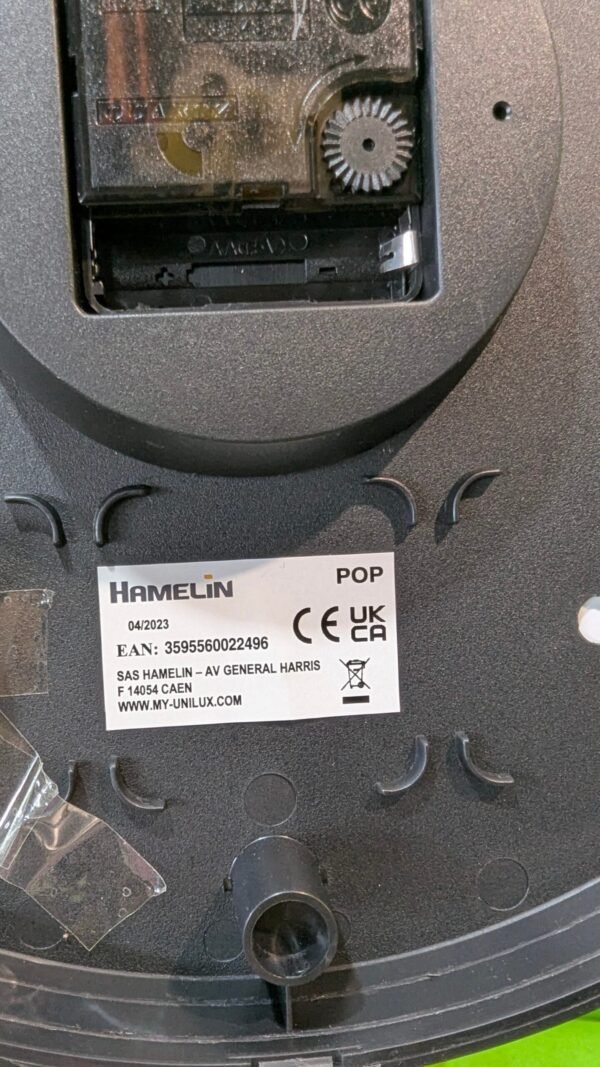 QUARTZ
HAMELIN
POP
04/2023
CE UK
CA
EAN: 3595560022496
SAS HAMELIN – AV GENERAL HARRIS
F 14054 CAEN
WWW.MY-UNILUX.COM